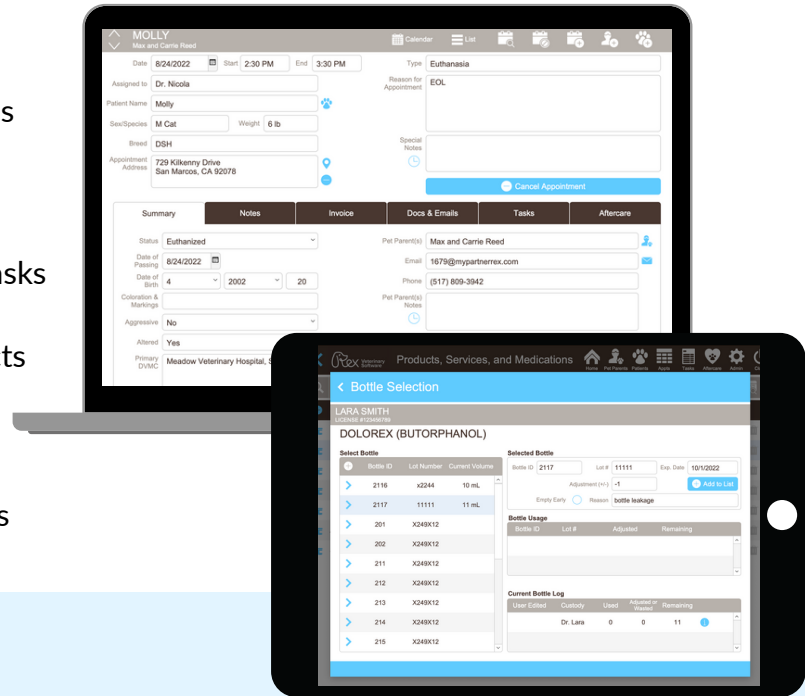 s
asks
cts
s
MOLLY
Max and Carrie Reed
Calendar
List
Date 8/24/2022 Start 2:30 PM End 3:30 PM
Type Euthanasia
Assigned to Dr. Nicola
Reason for Appointment EOL
Patient Name Molly
Sex/Species M Cat Weight 6 lb
Breed DSH
Special Notes
Appointment Address 729 Kilkenny Drive
San Marcos, CA 92078
Cancel Appointment
Summary Notes Invoice Docs & Emails Tasks Aftercare
Status Euthanized
Pet Parent(s) Max and Carrie Reed
Date of Passing 8/24/2022
Email 1679@mypartnerrex.com
Date of Birth 4 2002 20
Phone (517) 809-3942
Coloration & Markings
Pet Parent(s) Notes
Aggressive No
Altered Yes
Primary DVMC Meadow Veterinary Hospital, S
Rex Veterinary Software
Products, Services, and Medications
Home Pet Parents Patients Appts Tasks Aftercare Admin
Bottle Selection
LARA SMITH
LICENSE #123456789
DOLOREX (BUTORPHANOL)
Select Bottle
Bottle ID Lot Number Current Volume
2116 x2244 10 mL
2117 11111 11 mL
201 X249X12
202 X249X12
211 X249X12
212 X249X12
213 X249X12
214 X249X12
215 X249X12
Selected Bottle
Bottle ID 2117 Lot # 11111 Exp. Date 10/1/2022
Adjustment (+/-) -1
Add to List
Empty Early Reason bottle leakage
Bottle Usage
Bottle ID Lot # Adjusted Remaining
Current Bottle Log
User Edited Custody Used Adjusted or Wasted Remaining
Dr. Lara 0 0 11